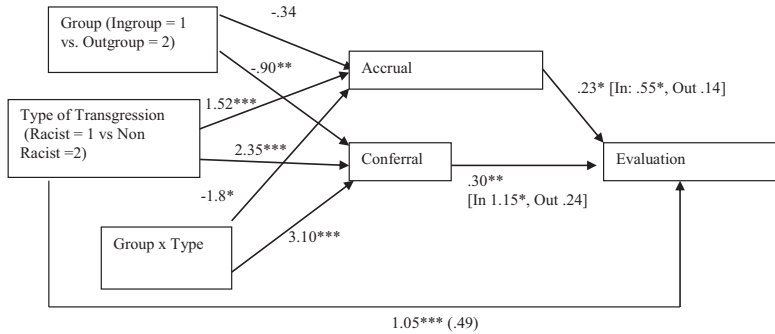 Group (Ingroup = 1
vs. Outgroup = 2)
-.34
-.90**
Accrual
.23* [In: .55*, Out .14]
Type of Transgression
(Racist = 1 vs Non
Racist =2)
1.52***
2.35***
Conferral
.30**
[In 1.15*, Out .24]
Evaluation
-1.8*
Group x Type
3.10***
1.05*** (.49)